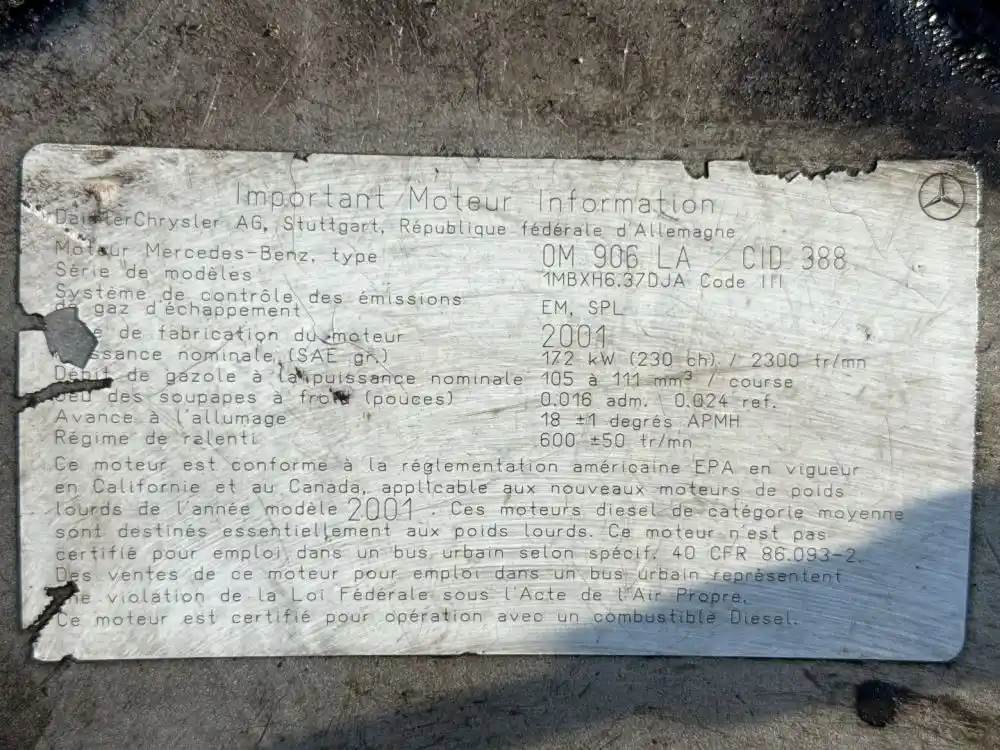 Important Moteur Information
DaimlerChrysler AG, Stuttgart, République fédérale d'Allemagne
Moteur Mercedes-Benz, type OM 906 LA CID 388
Série de modèles 1MBXH6.37DJA Code III
Système de contrôle des émissions
gaz d'échappement EM, SPL
de fabrication du moteur 2001
nominale (SAE gr.) 172 kW (230 bh). / 2300 tr/mn
Débit de gazole à la puissance nominale 105 à 111 mm³ / course
Jeu des soupapes à froid (pouces) 0.016 adm. 0.024 ref.
Avance à l'allumage 18 ±1 degrés APMH
Régime de ralenti 600 ±50 tr/mn
Ce moteur est conforme à la réglementation américaine EPA en vigueur
en Californie et au Canada, applicable aux nouveaux moteurs de poids
lourds de l'année modèle 2001. Ces moteurs diesel de catégorie moyenne
sont destinés essentiellement aux poids lourds. Ce moteur n'est pas
certifié pour emploi dans un bus urbain selon spécif. 40 CFR 86.093-2.
Des ventes de ce moteur pour emploi dans un bus urbain représentent
une violation de la Loi Fédérale sous l'Acte de l'Air Propre.
Ce moteur est certifié pour opération avec un combustible Diesel.